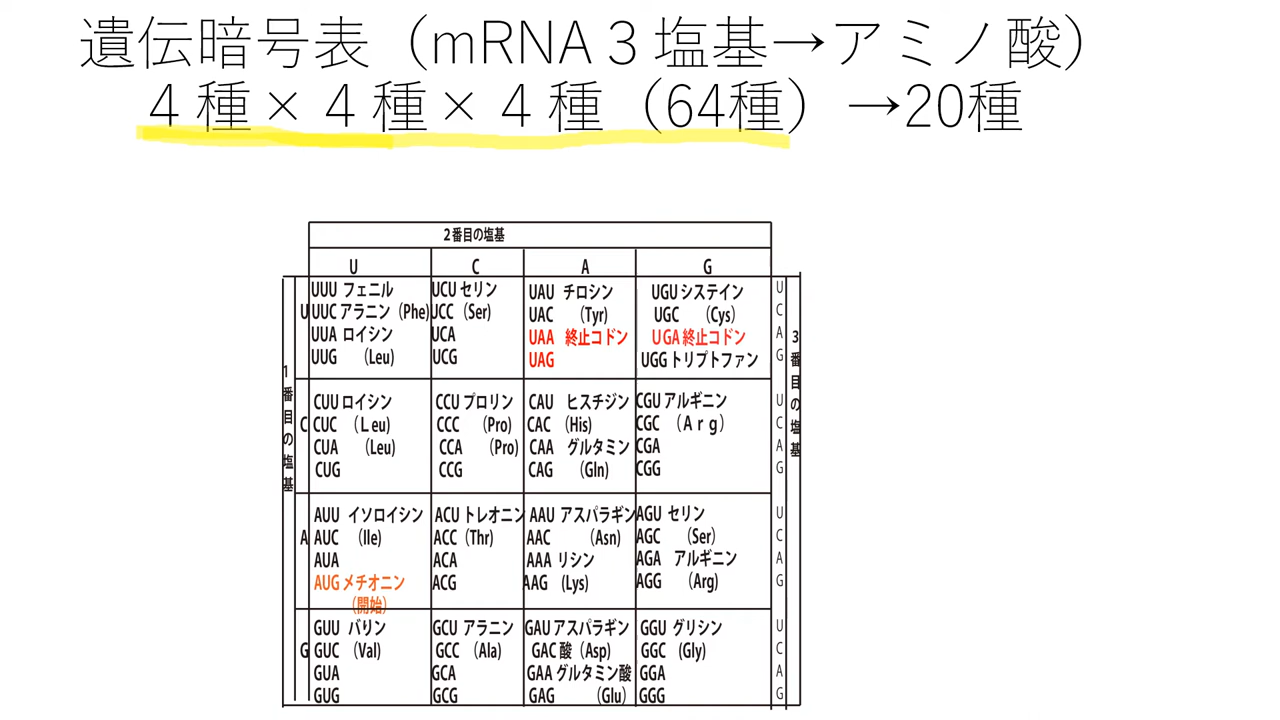 遺伝暗号表（mRNA３塩基→アミノ酸）
４種×４種×４種（64種）→20種
２番目の塩基
U C A G
1番目の塩基
3番目の塩基
U
UUU フェニル
UUC アラニン（Phe)
UUA ロイシン
UUG （Leu)
UCU セリン
UCC（Ser)
UCA
UCG
UAU チロシン
UAC （Tyr)
UAA 終止コドン
UAG
UGU システイン
UGC （Cys）
UGA 終止コドン
UGG トリプトファン
U
C
A
G
C
CUU ロイシン
CUC （Ｌeu)
CUA （Leu)
CUG
CCU プロリン
CCC （Pro)
CCA （Pro)
CCG
CAU ヒスチジン
CAC （His)
CAA グルタミン
CAG （Gln）
CGU アルギニン
CGC （Ａｒｇ）
CGA
CGG
U
C
A
G
A
AUU イソロイシン
AUC （Ile)
AUA
AUG メチオニン
（開始）
ACU トレオニン
ACC（Thr)
ACA
ACG
AAU アスパラギン
AAC （Asn)
AAA リシン
AAG （Lys)
AGU セリン
AGC （Ser）
AGA アルギニン
AGG （Arg)
U
C
A
G
G
GUU バリン
GUC （Val)
GUA
GUG
GCU アラニン
GCC （Ala)
GCA
GCG
GAU アスパラギン
GAC 酸（Asp)
GAA グルタミン酸
GAG （Glu）
GGU グリシン
GGC （Gly)
GGA
GGG
U
C
A
G